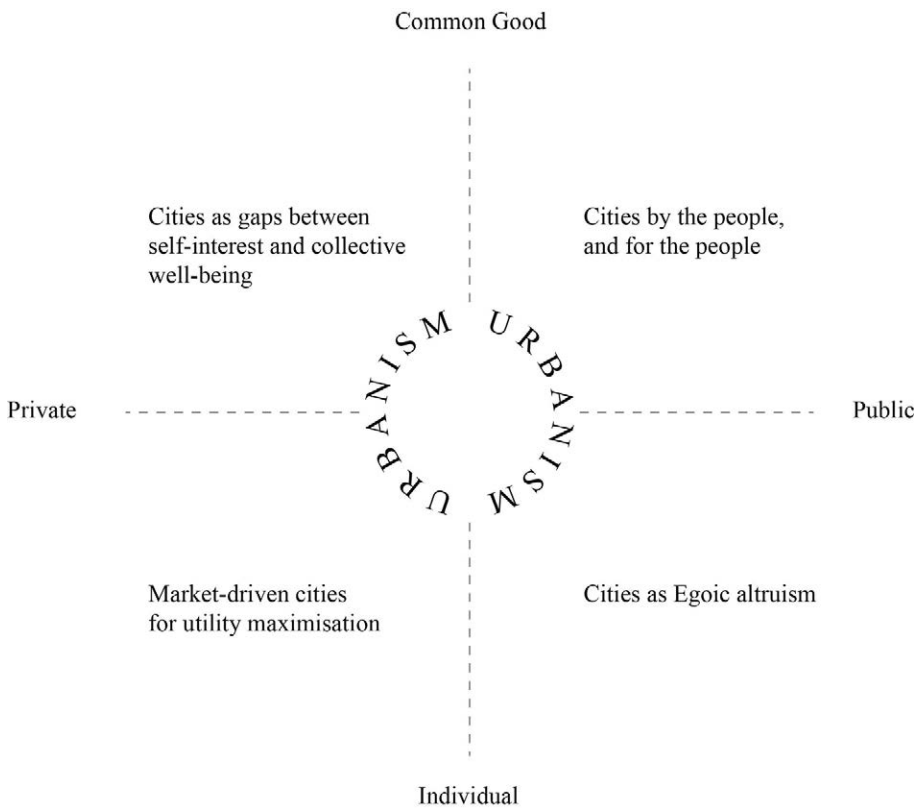 Common Good
Cities as gaps between
self-interest and collective
well-being
Cities by the people,
and for the people
URBANISM
URBANISM
Private
Public
Market-driven cities
for utility maximisation
Cities as Egoic altruism
Individual